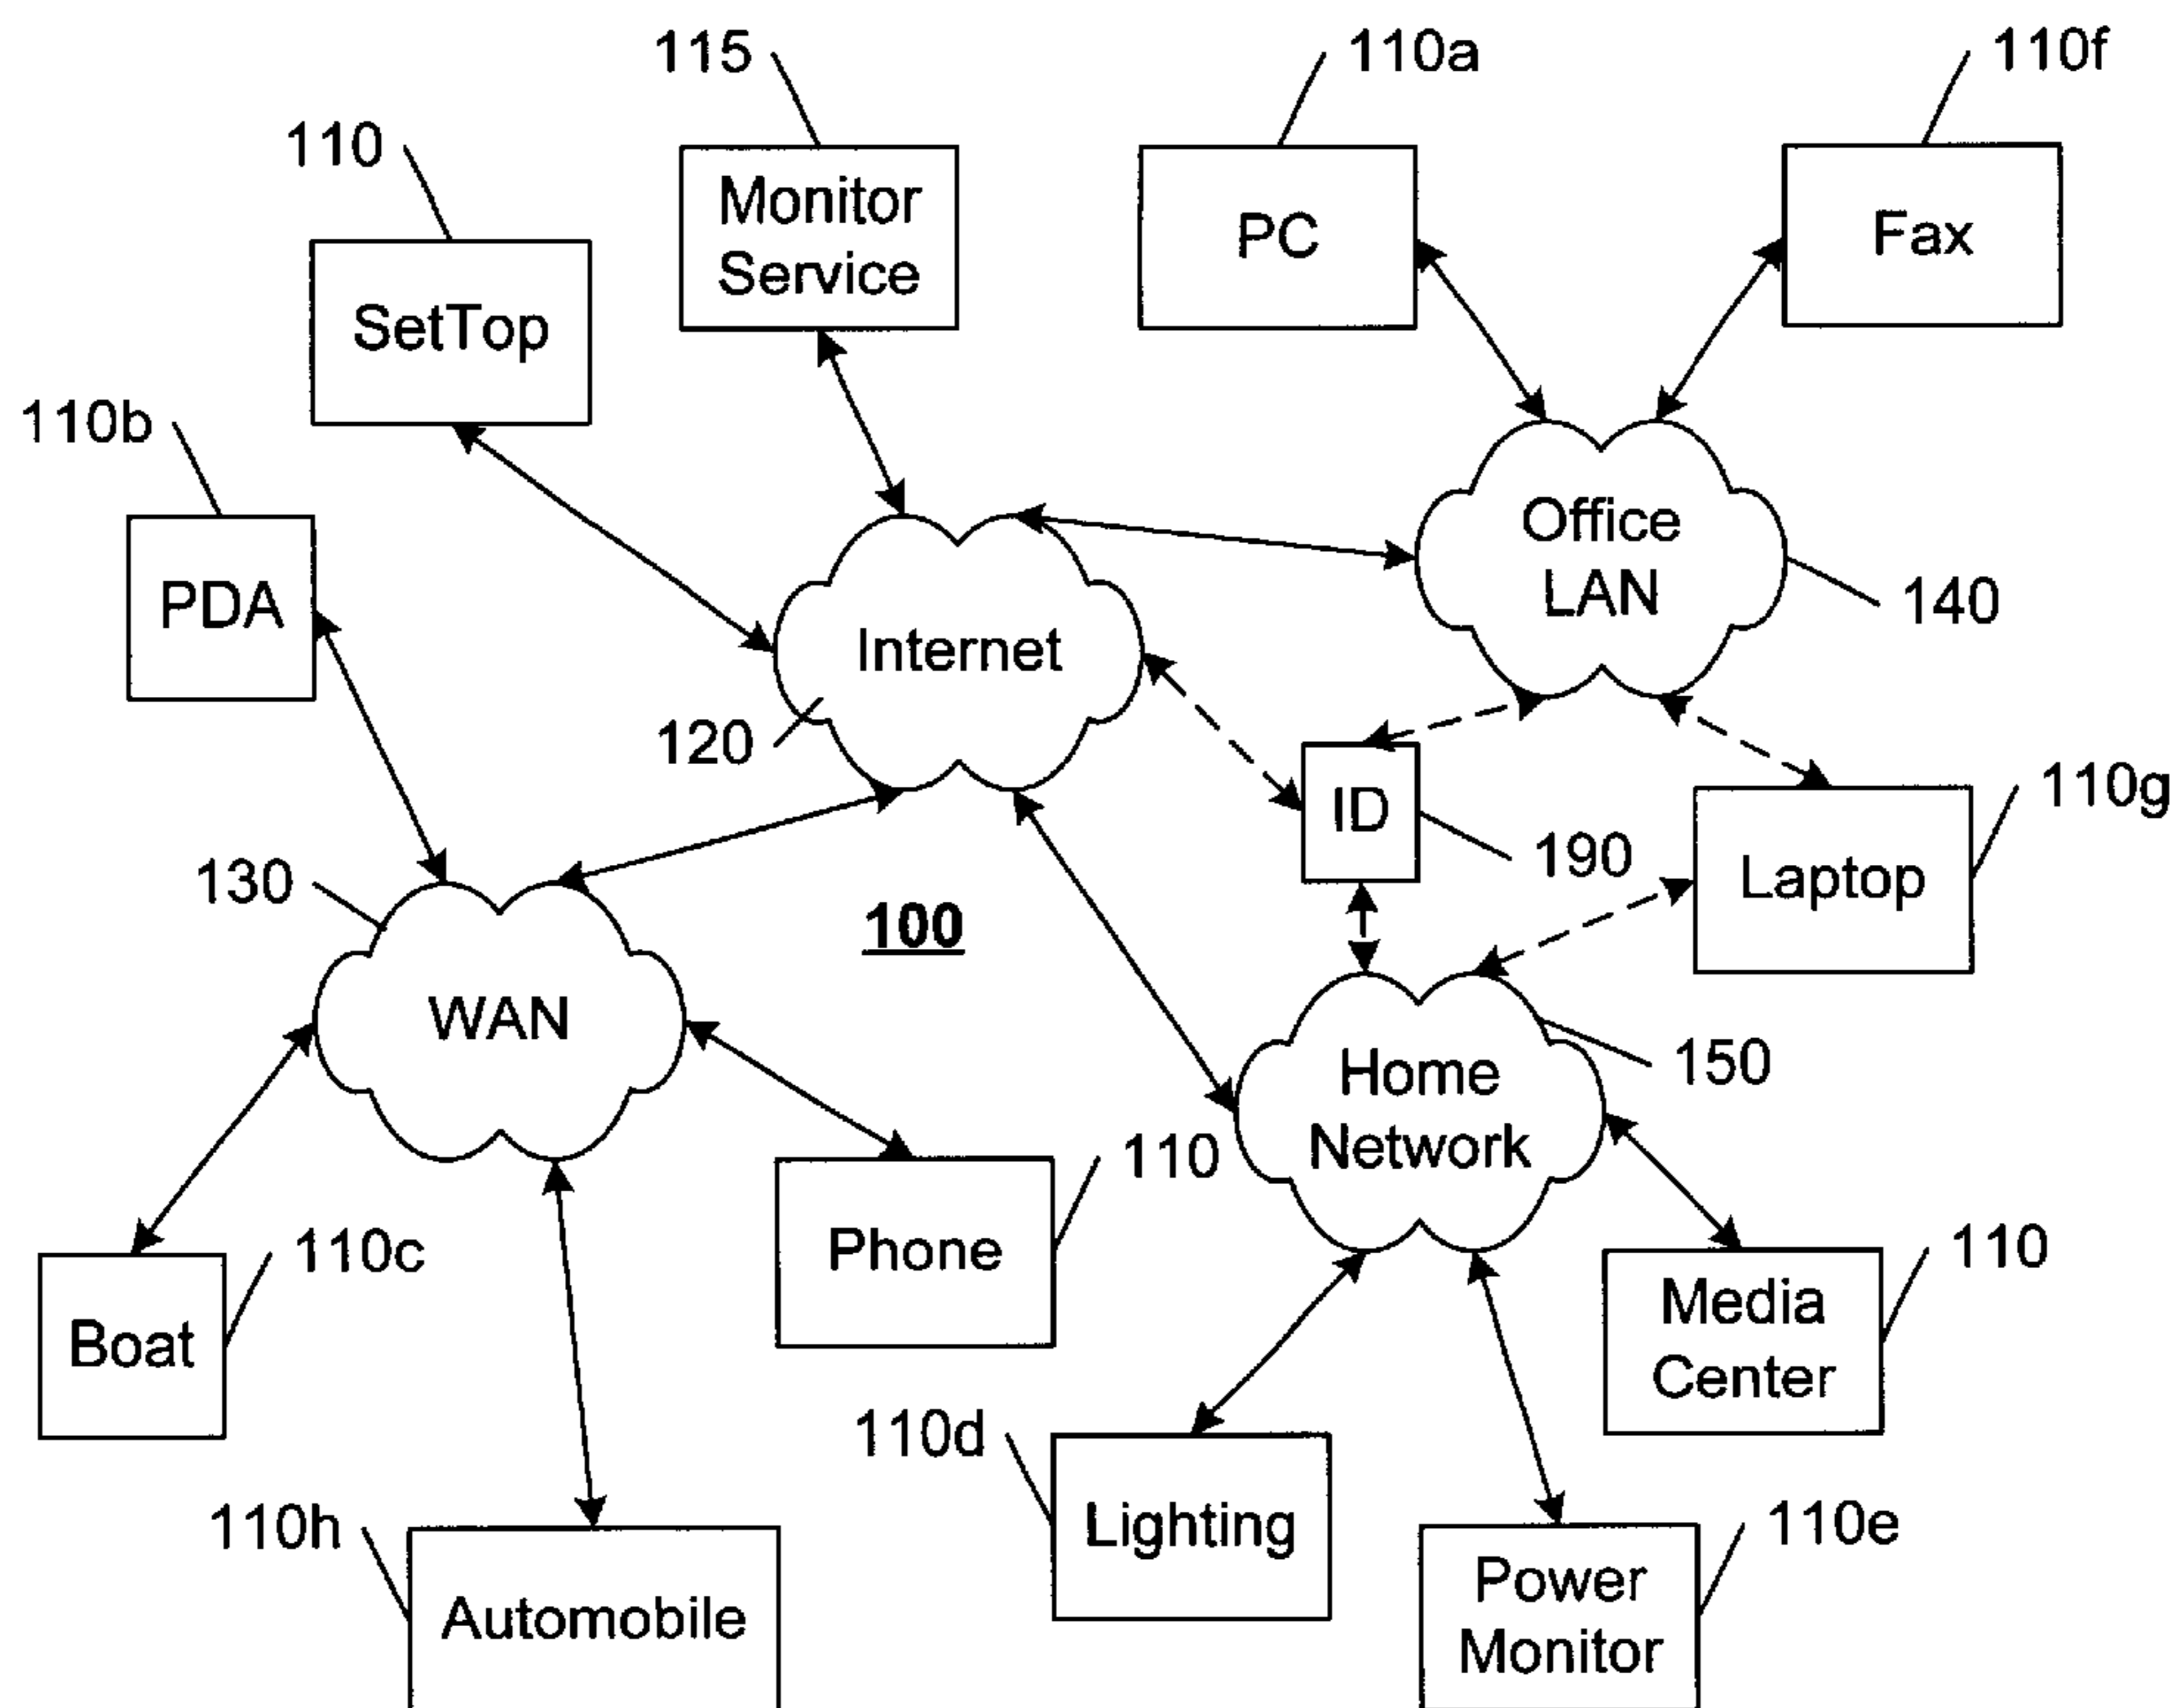 115
110a
110f
110
Monitor
Service
PC
Fax
SetTop
110b
Office
LAN
PDA
Internet
140
120
ID
110g
190
Laptop
130
100
WAN
150
Home
Network
110
Phone
110c
Boat
110
Media
Center
110d
Lighting
110h
Automobile
110e
Power
Monitor